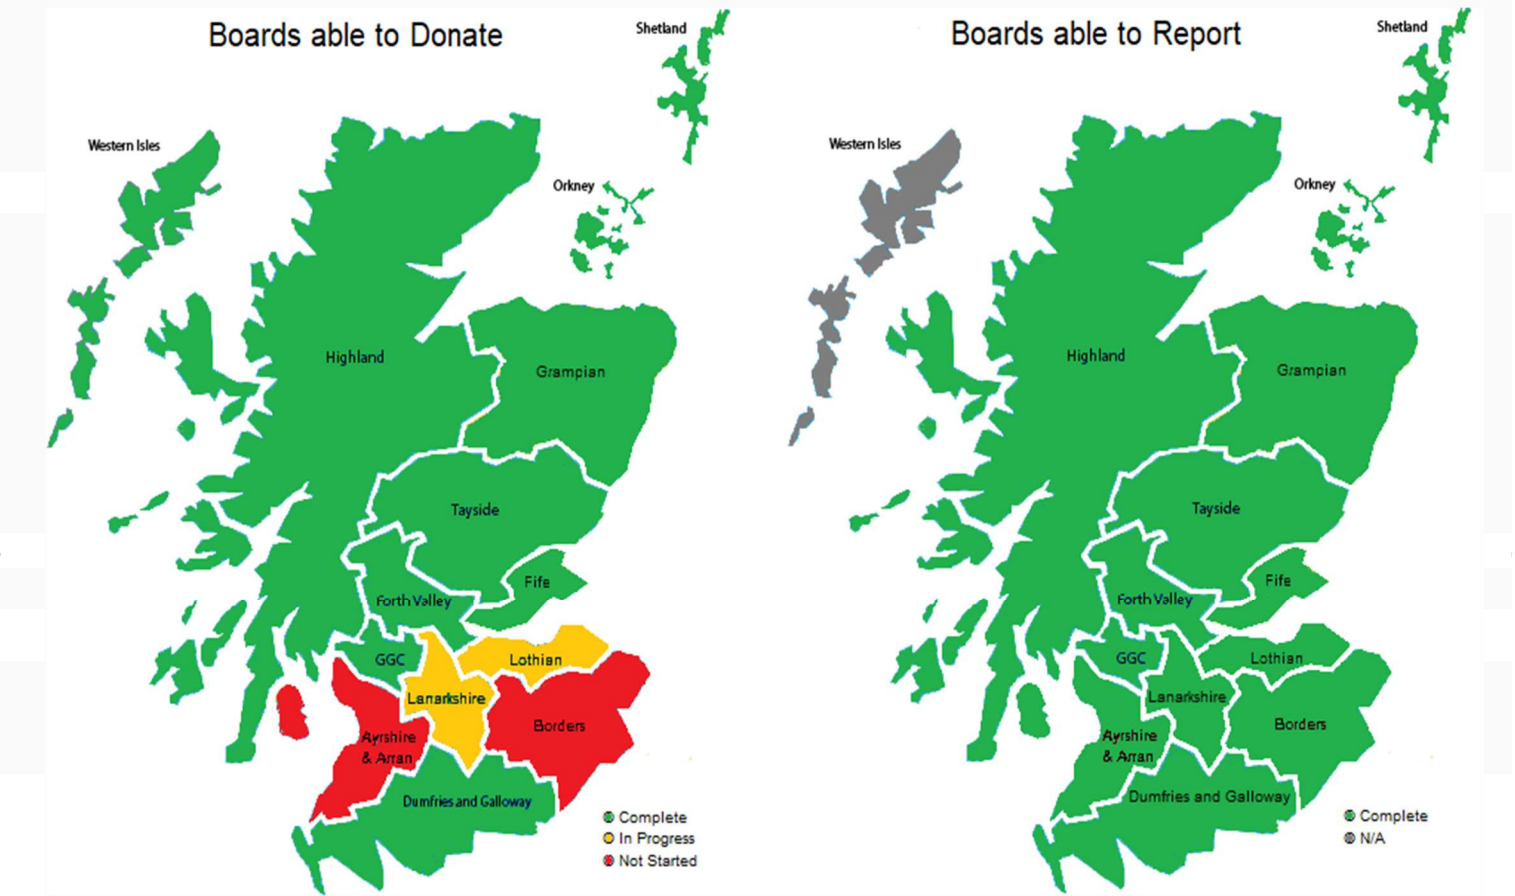 Boards able to Donate
Shetland
Western Isles
Orkney
Highland
Grampian
Tayside
Fife
Forth Valley
GGC
Lothian
Lanarkshire
Borders
Ayrshire
& Arran
Dumfries and Galloway
Complete
In Progress
Not Started
Boards able to Report
Shetland
Western Isles
Orkney
Highland
Grampian
Tayside
Fife
Forth Valley
GGC
Lothian
Lanarkshire
Borders
Ayrshire
& Arran
Dumfries and Galloway
Complete
N/A